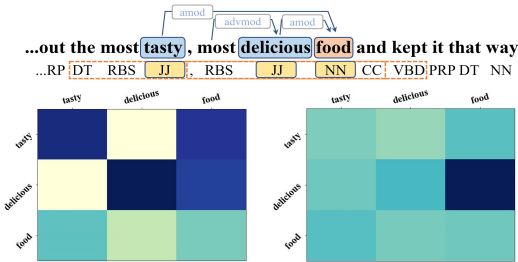 amod
advmod amod
...out the most tasty, most delicious food and kept it that way
...RP DT RBS JJ , RBS JJ NN CC VBD PRP DT NN
tasty delicious food tasty delicious food
tasty tasty
delicious delicious
food food